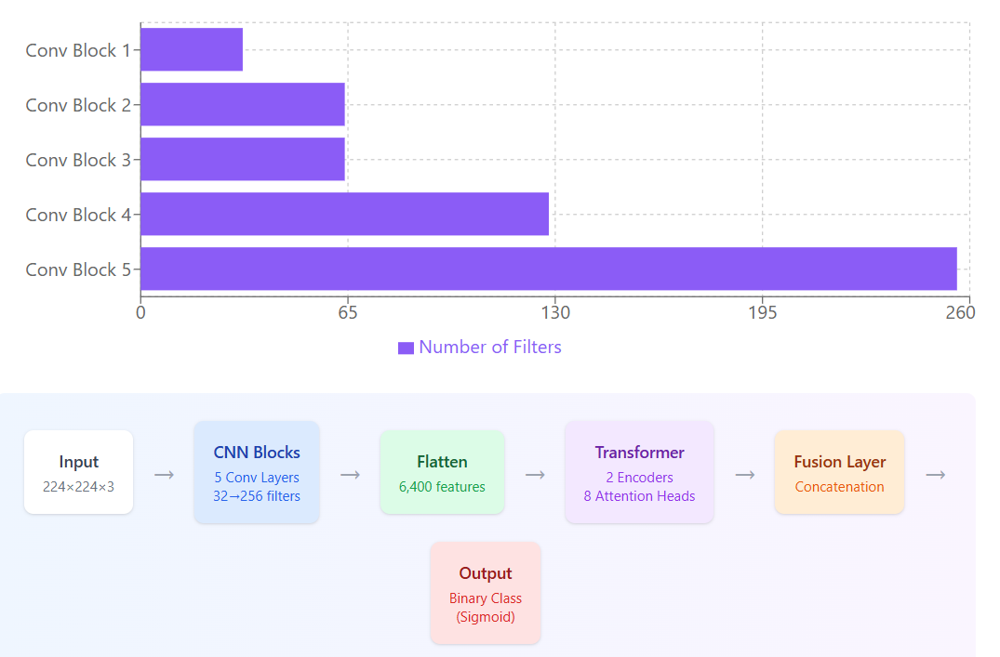 Conv Block 1
Conv Block 2
Conv Block 3
Conv Block 4
Conv Block 5
0 65 130 195 260
Number of Filters
Input
224×224×3
→
CNN Blocks
5 Conv Layers
32→256 filters
→
Flatten
6,400 features
→
Transformer
2 Encoders
8 Attention Heads
→
Fusion Layer
Concatenation
→
Output
Binary Class
(Sigmoid)